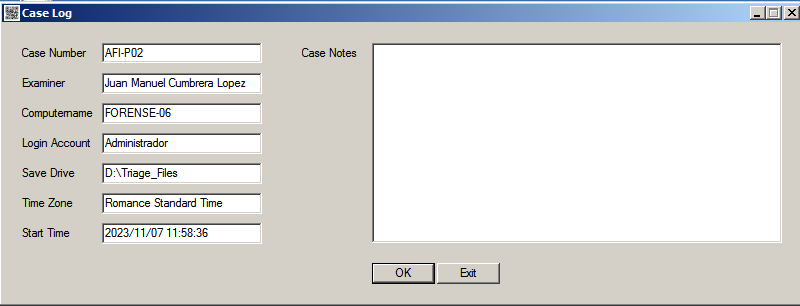 Case Log
Case Number AFI-P02
Examiner Juan Manuel Cumbrera Lopez
Computername FORENSE-06
Login Account Administrador
Save Drive D:\Triage_Files
Time Zone Romance Standard Time
Start Time 2023/11/07 11:58:36
Case Notes
OK Exit